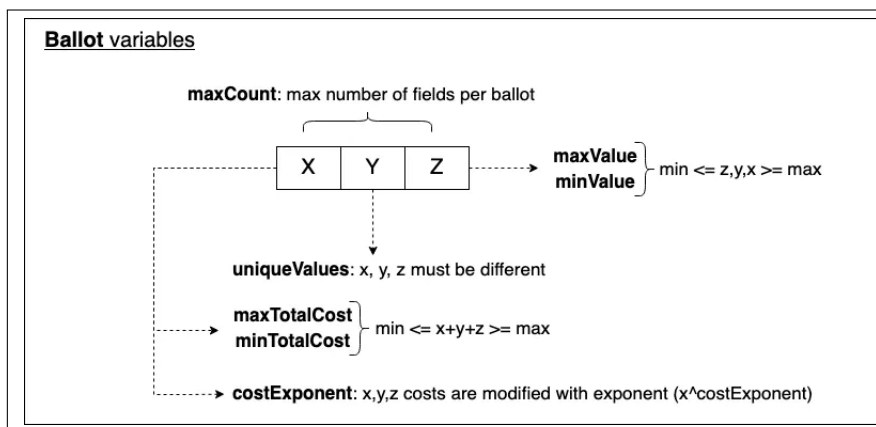 Ballot variables
maxCount: max number of fields per ballot
X Y Z
maxValue
minValue
min <= z,y,x >= max
uniqueValues: x, y, z must be different
maxTotalCost
minTotalCost
min <= x+y+z >= max
costExponent: x,y,z costs are modified with exponent (x^costExponent)